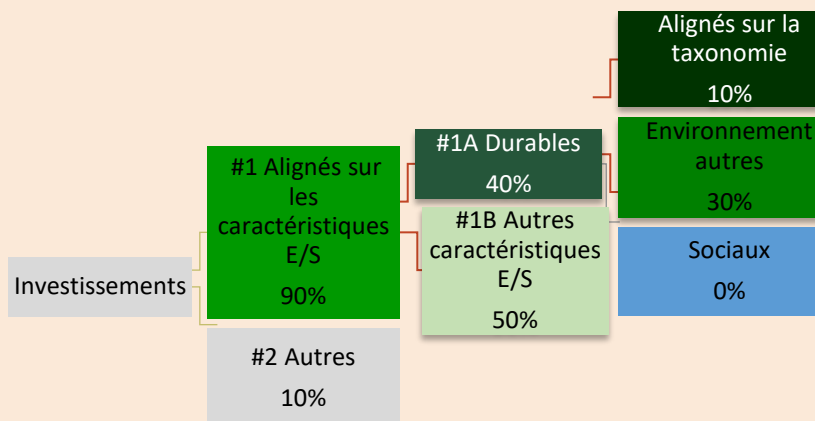 Investissements
#1 Alignés sur
les
caractéristiques
E/S
90%
#2 Autres
10%
#1A Durables
40%
#1B Autres
caractéristiques
E/S
50%
Alignés sur la
taxonomie
10%
Environnement
autres
30%
Sociaux
0%